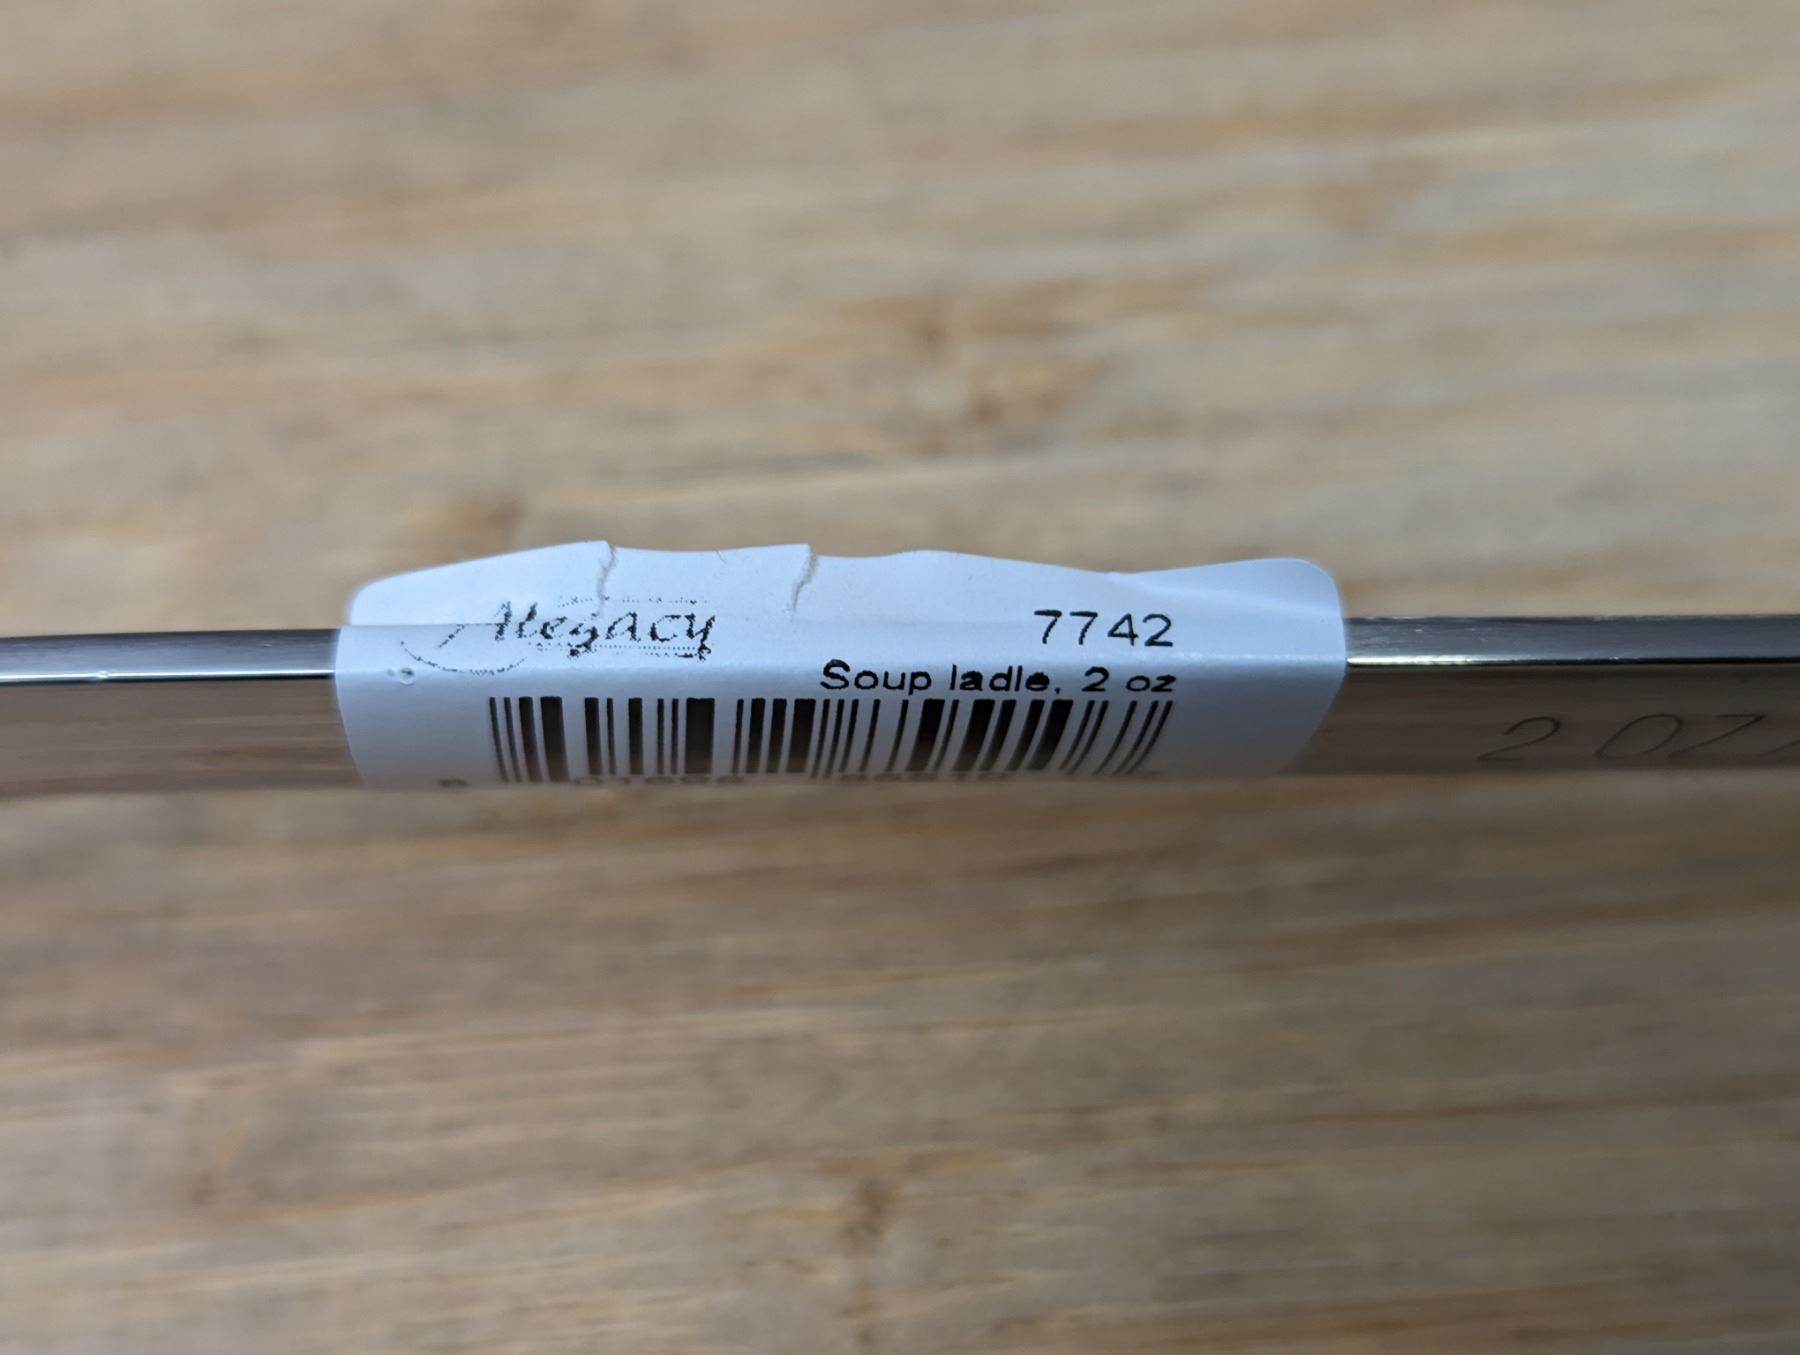 Alegacy
7742
Soup ladle, 2 oz
2 OZ